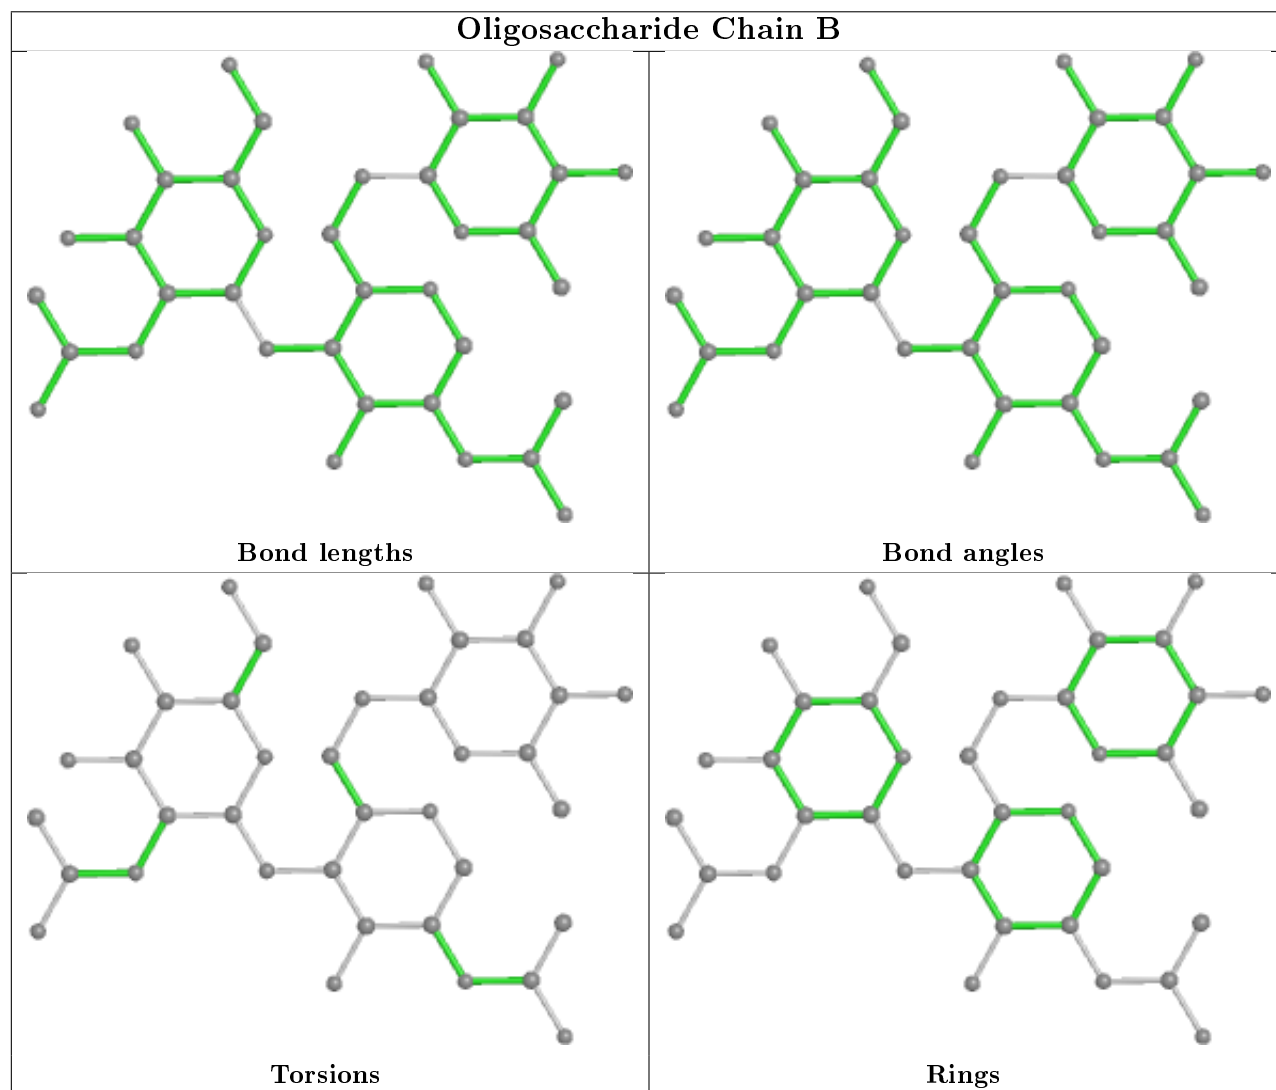 Oligosaccharide Chain B
Bond lengths
Bond angles
Torsions
Rings